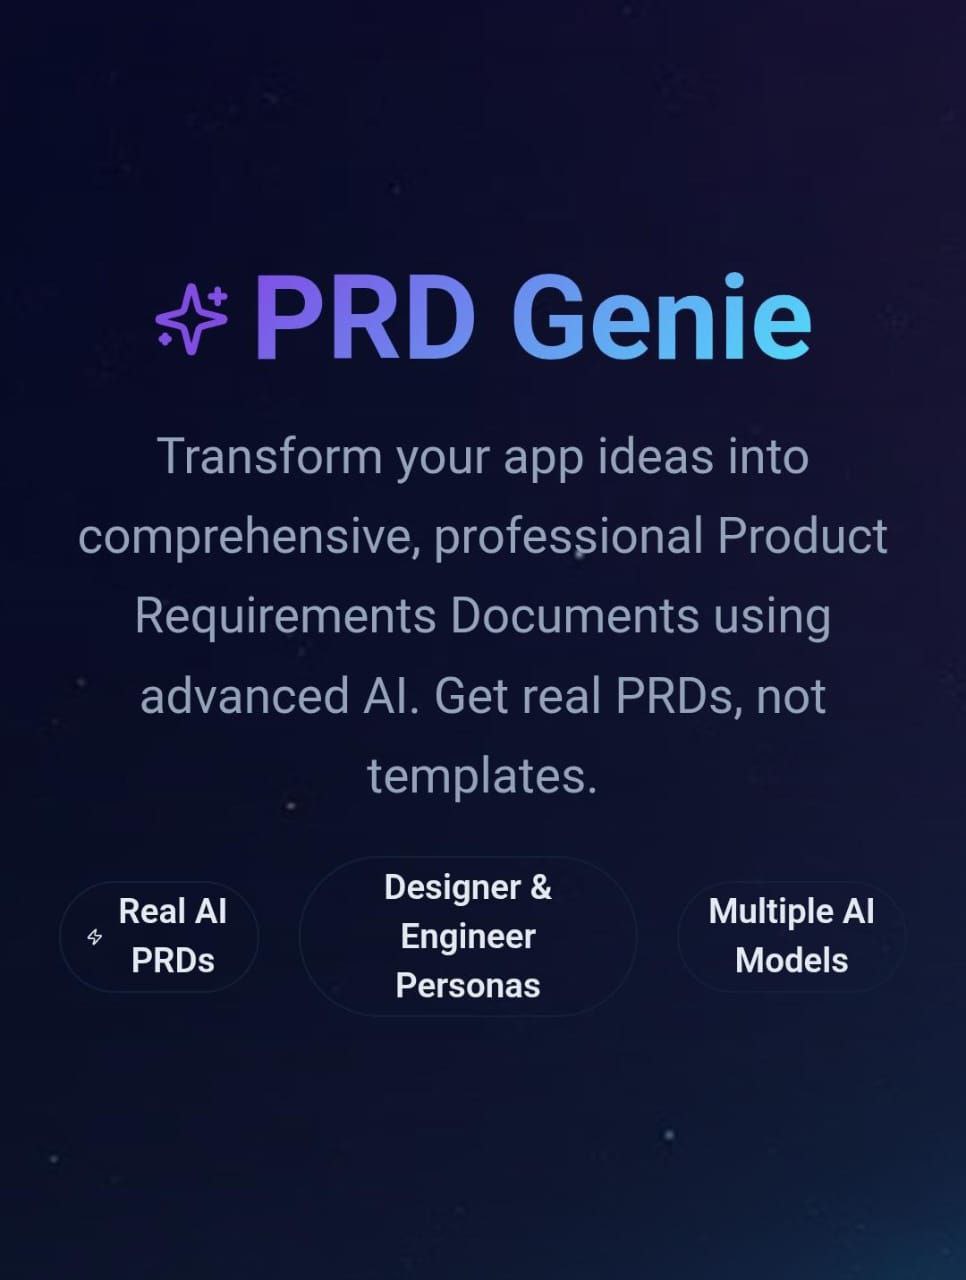 PRD Genie
Transform your app ideas into
comprehensive, professional Product
Requirements Documents using
advanced AI. Get real PRDs, not
templates.
Real AI
PRDs
Designer &
Engineer
Personas
Multiple AI
Models